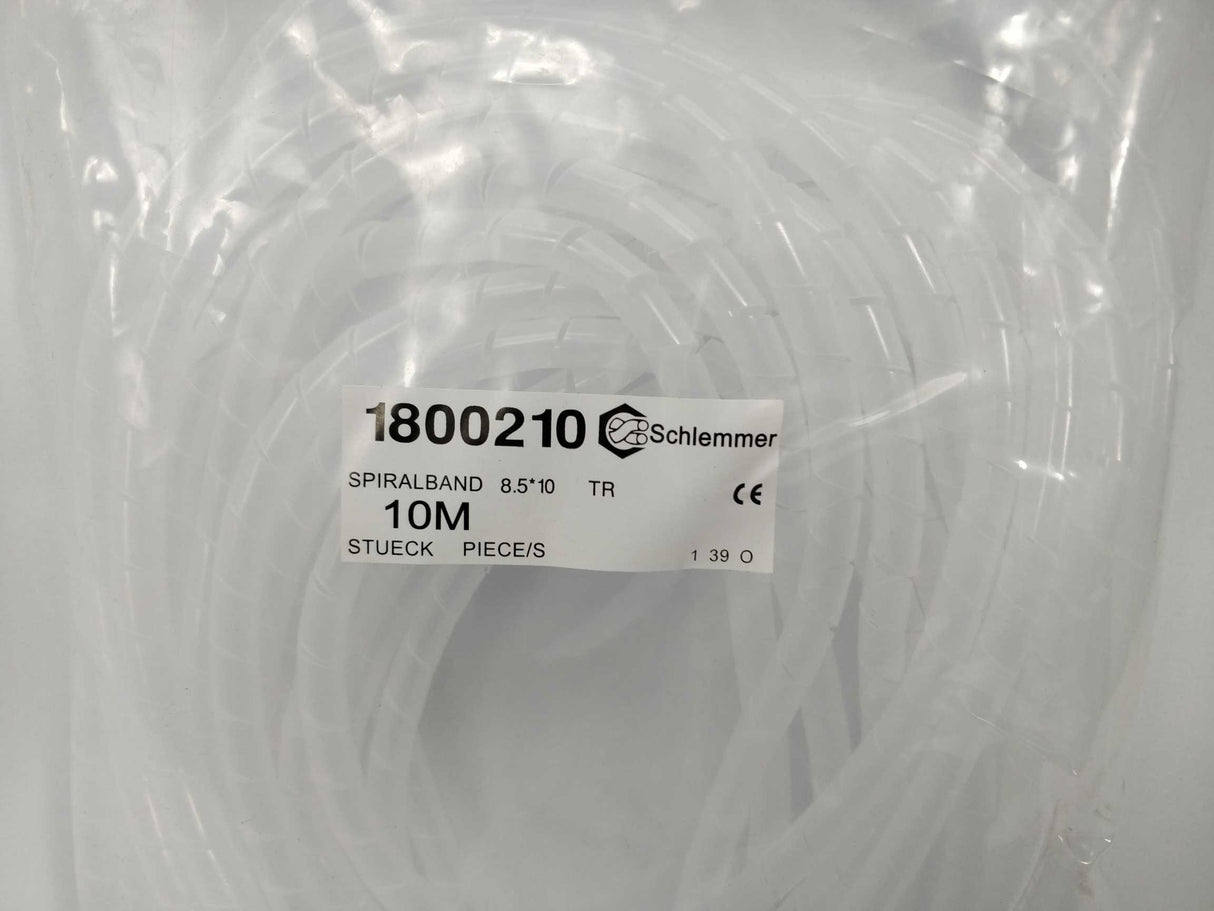 1800210 Schlemmer
SPIRALBAND 8.5*10 TR CE
10M
STUECK PIECE/S 1 39 O